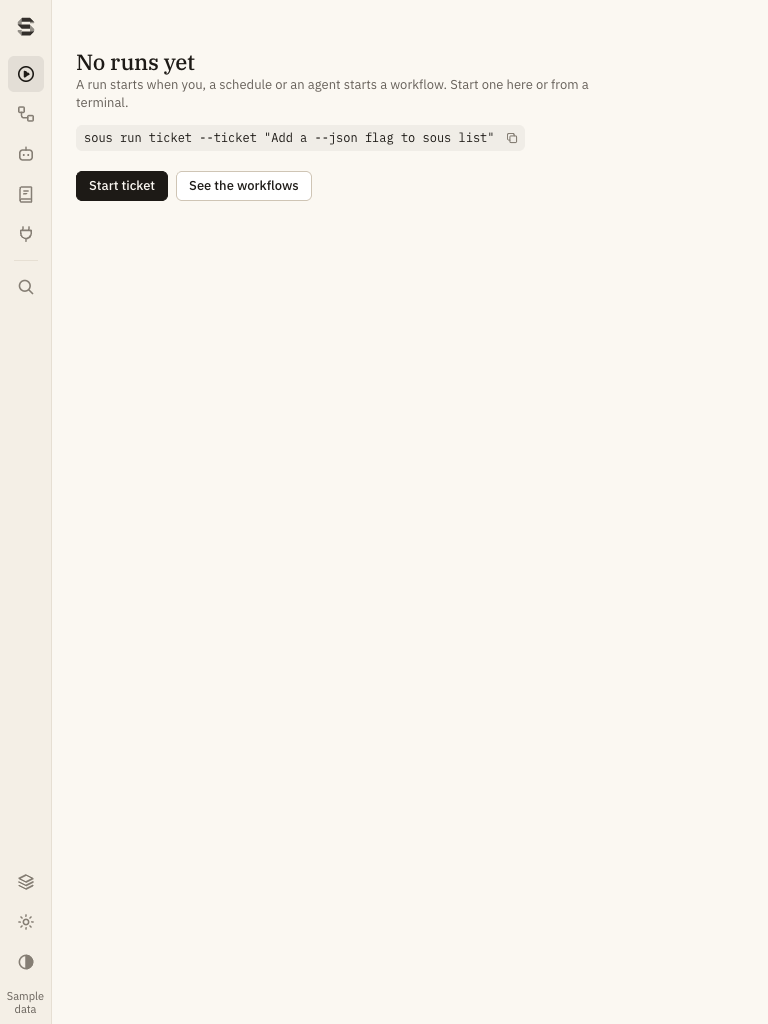 No runs yet
A run starts when you, a schedule or an agent starts a workflow. Start one here or from a
terminal.
sous run ticket --ticket "Add a --json flag to sous list"
Start ticket
See the workflows
Sample
data